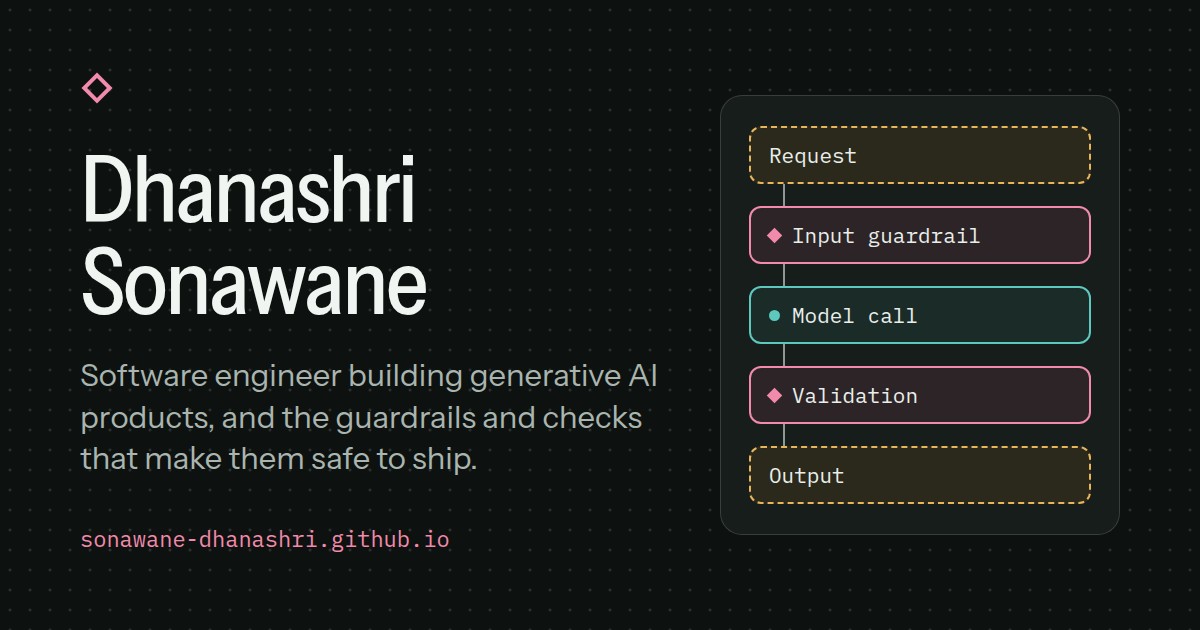 Dhanashri
Sonawane
Software engineer building generative AI
products, and the guardrails and checks
that make them safe to ship.
sonawane-dhanashri.github.io
Request
Input guardrail
Model call
Validation
Output